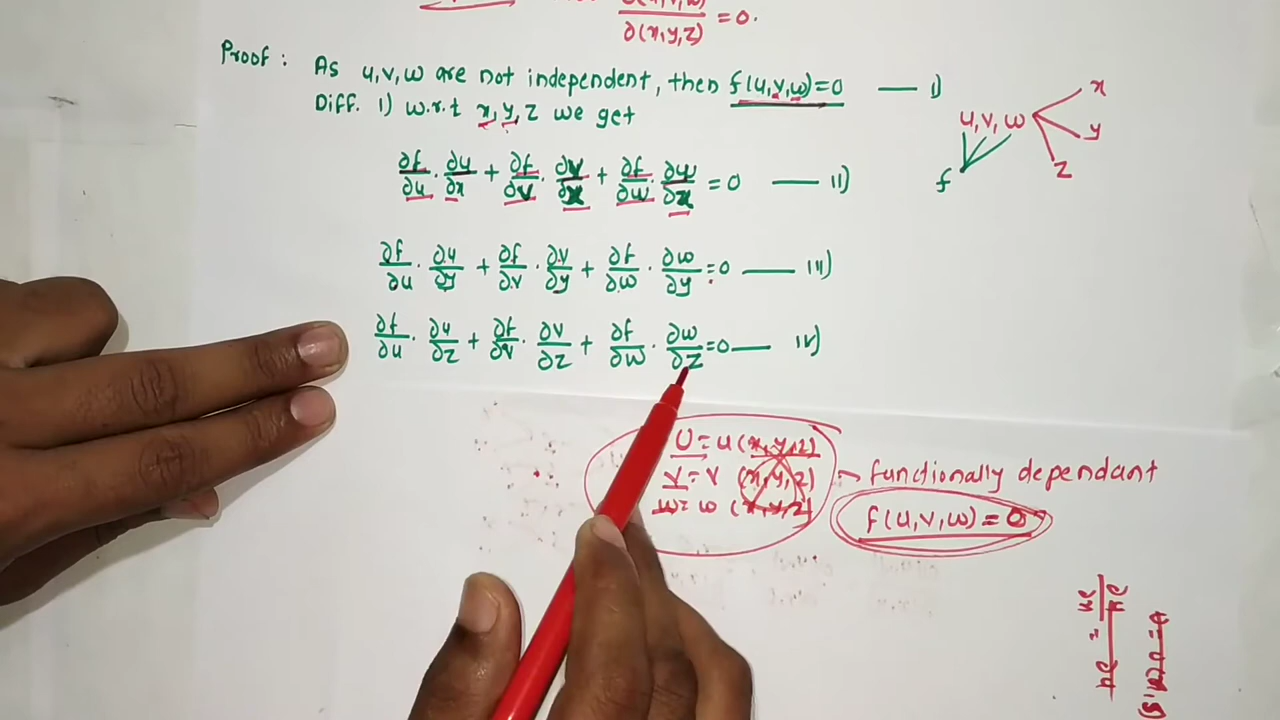 ∂(u,v,w)/∂(x,y,z) = 0.
Proof : As u,v,w are not independent, then f(u,v,w)=0 —— I)
Diff. 1) w.r.t x,y,z we get
∂f/∂u · ∂u/∂x + ∂f/∂v · ∂v/∂x + ∂f/∂w · ∂w/∂x = 0 —— II)
∂f/∂u · ∂u/∂y + ∂f/∂v · ∂v/∂y + ∂f/∂w · ∂w/∂y = 0 —— III)
∂f/∂u · ∂u/∂z + ∂f/∂v · ∂v/∂z + ∂f/∂w · ∂w/∂z = 0 —— IV)
u,v,w
x
y
z
f
U = u (x,y,z)
v = v (x,y,z)
w = w (x,y,z)
functionally dependant
f(u,v,w) = 0